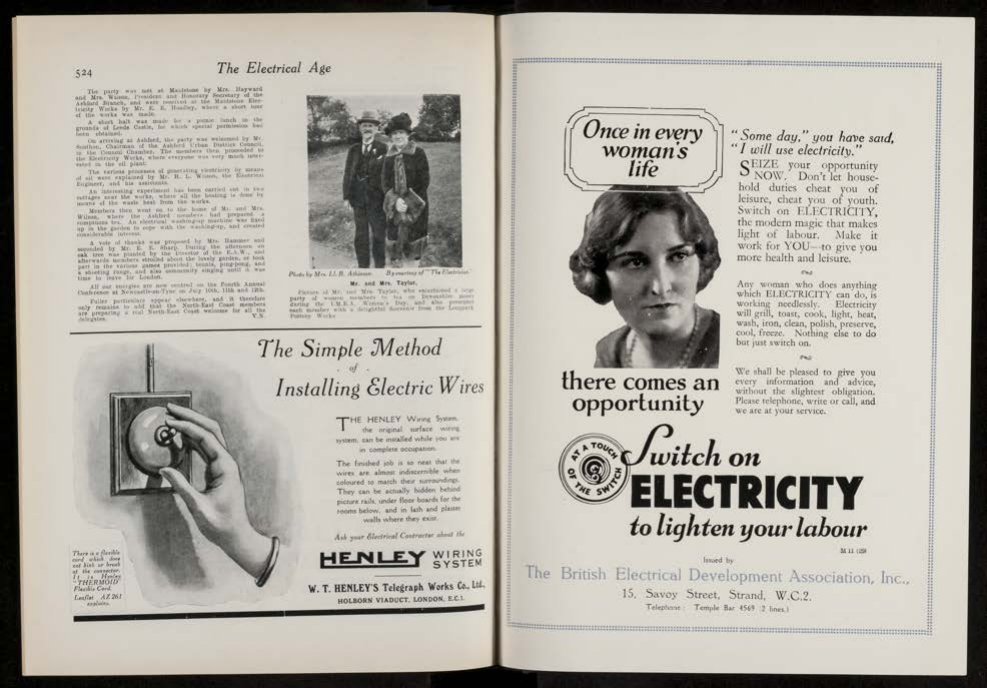 524
The Electrical Age
The party was met at Maidstone by Mrs. Hayward
and Mrs. Wilson, President and Honorary Secretary of the
Ashford Branch, and were received at the Maidstone Elec-
tricity Works by Mr. E. E. Hoadley, where a short tour
of the works was made.
A short halt was made for a picnic lunch in the
grounds of Leeds Castle, for which special permission had
been obtained.
On arriving at Ashford, the party was welcomed by Mr.
Chairman of the Ashford Urban District Council,
in the Council Chamber. The members then proceeded to
the Electricity Works, where everyone was very much inter-
ested in the oil plant.
The various processes of generating electricity by means
of oil were explained by Mr. H. L. Wilson, the Electrical
Engineer, and his assistants.
An interesting experiment has been carried out in two
cottages near the works, where all the heating is done by
means of the waste heat from the works.
Members then went on to the home of Mr. and Mrs.
Wilson, where the Ashford members had prepared a
sumptuous tea. An electrical washing-up machine was fixed
up in the garden to cope with the washing-up, and created
considerable interest.
A vote of thanks was proposed by Mrs. Hammer and
seconded by Mr. E. E. Sharp. During the afternoon an
oak tree was planted by the Director of the E.A.W., and
afterwards members strolled about the lovely garden, or took
part in the various games provided; tennis, ping-pong, and
a shooting range, and also community singing until it was
time to leave for London.
All our energies are now centred on the Fourth Annual
Conference at Newcastle-on-Tyne on July 10th, 11th and 12th.
Fuller particulars appear elsewhere, and it therefore
only remains to add that the North-East Coast members
are preparing a real North-East Coast welcome for all the
delegates.
V.N.
Photo by Mrs. Ll. B. Atkinson. By courtesy of "The Electrician"
Mr. and Mrs. Taylor.
Picture of Mr. and Mrs. Taylor, who entertained a large
party of women members to tea on Devonshire moors
during the Women's Day, and also presented
each member with a delightful Souvenir from the
Pottery Works
The Simple Method
of
Installing Electric Wires
THE HENLEY Wiring System,
the original surface wiring
system, can be installed while you are
in complete occupation.
The finished job is so neat that the
wires are almost indiscernible when
coloured to match their surroundings.
They can be actually hidden behind
picture rails, under floor boards for the
rooms below, and in lath and plaster
walls where they exist.
Ask your Electrical Contractor about the
HENLEY WIRING
SYSTEM
W. T. HENLEY'S Telegraph Works Co., Ltd.,
HOLBORN VIADUCT, LONDON, E.C.1.
There is a flexible
cord which does
not kink or break
at the connector.
It is Henley
"THERMOID"
Flexible Cord.
Leaflet AZ 261
explains.
Once in every
woman's
life
there comes an
opportunity
"Some day," you have said,
"I will use electricity."
SEIZE your opportunity
NOW. Don't let house-
hold duties cheat you of
leisure, cheat you of youth.
Switch on ELECTRICITY,
the modern magic that makes
light of labour. Make it
work for YOU—to give you
more health and leisure.
Any woman who does anything
which ELECTRICITY can do, is
working needlessly. Electricity
will grill, toast, cook, light, heat,
wash, iron, clean, polish, preserve,
cool, freeze. Nothing else to do
but just switch on.
We shall be pleased to give you
every information and advice,
without the slightest obligation.
Please telephone, write or call, and
we are at your service.
AT A TOUCH
OF THE SWITCH
Switch on
ELECTRICITY
to lighten your labour
Issued by
The British Electrical Development Association, Inc.,
15, Savoy Street, Strand, W.C.2.
Telephone: Temple Bar 4569 (2 lines.)